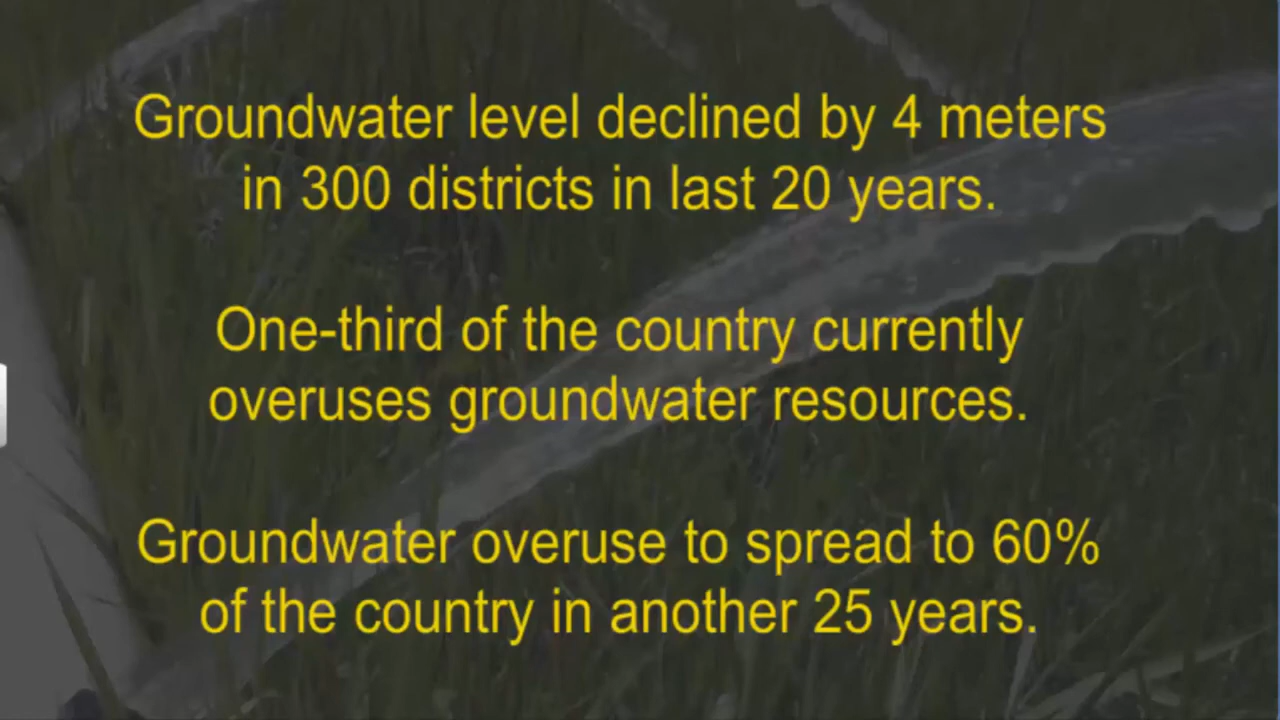 Groundwater level declined by 4 meters
in 300 districts in last 20 years.
One-third of the country currently
overuses groundwater resources.
Groundwater overuse to spread to 60%
of the country in another 25 years.